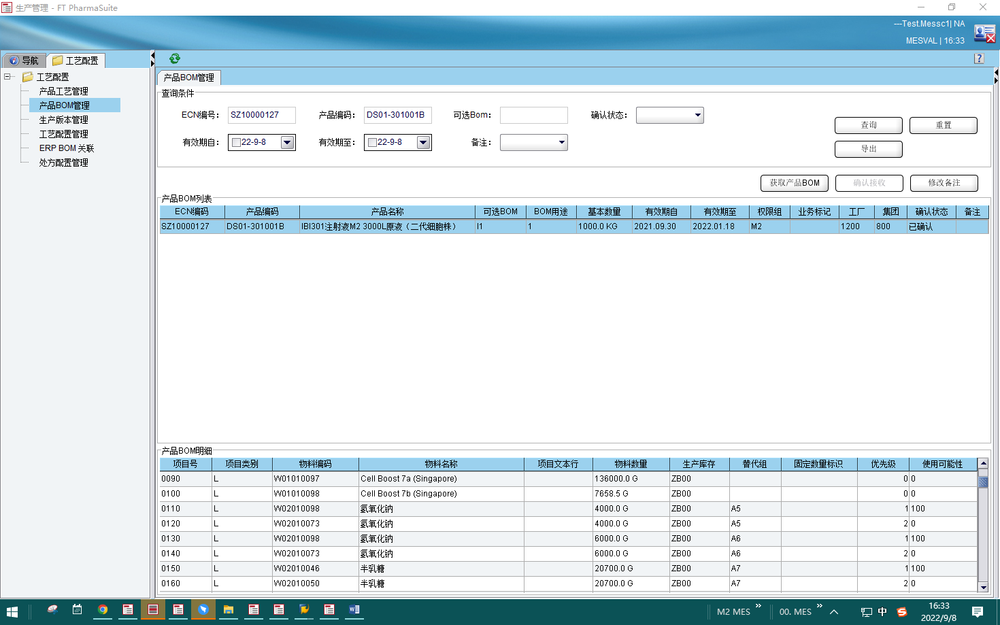 生产管理 - FT PharmaSuite
---Test.Messc1| NA
MESVAL | 16:33
导航 工艺配置
工艺配置
产品工艺管理
产品BOM管理
生产版本管理
工艺配置管理
ERP BOM 关联
处方配置管理
?
产品BOM管理
查询条件
ECN编号： SZ10000127 产品编码： DS01-301001B 可选Bom： 确认状态：
有效期自： 22-9-8 有效期至： 22-9-8 备注：
查询 重置
导出
获取产品BOM 确认接收 修改备注
产品BOM列表
ECN编码 产品编码 产品名称 可选BOM BOM用途 基本数量 有效期自 有效期至 权限组 业务标记 工厂 集团 确认状态 备注
SZ10000127 DS01-301001B IBI301注射液M2 3000L原液（二代细胞株） I1 1 1000.0 KG 2021.09.30 2022.01.18 M2 1200 800 已确认
产品BOM明细
项目号 项目类别 物料编码 物料名称 项目文本行 物料数量 生产库存 替代组 固定数量标识 优先级 使用可能性
0090 L W01010097 Cell Boost 7a (Singapore) 136000.0 G ZB00 0 0
0100 L W01010098 Cell Boost 7b (Singapore) 7658.5 G ZB00 0 0
0110 L W02010098 氢氧化钠 4000.0 G ZB00 A5 1 100
0120 L W02010073 氢氧化钠 4000.0 G ZB00 A5 2 0
0130 L W02010098 氢氧化钠 6000.0 G ZB00 A6 1 100
0140 L W02010073 氢氧化钠 6000.0 G ZB00 A6 2 0
0150 L W02010046 半乳糖 20700.0 G ZB00 A7 1 100
0160 L W02010050 半乳糖 20700.0 G ZB00 A7 2 0
M2 MES » 00. MES » 中 16:33
2022/9/8